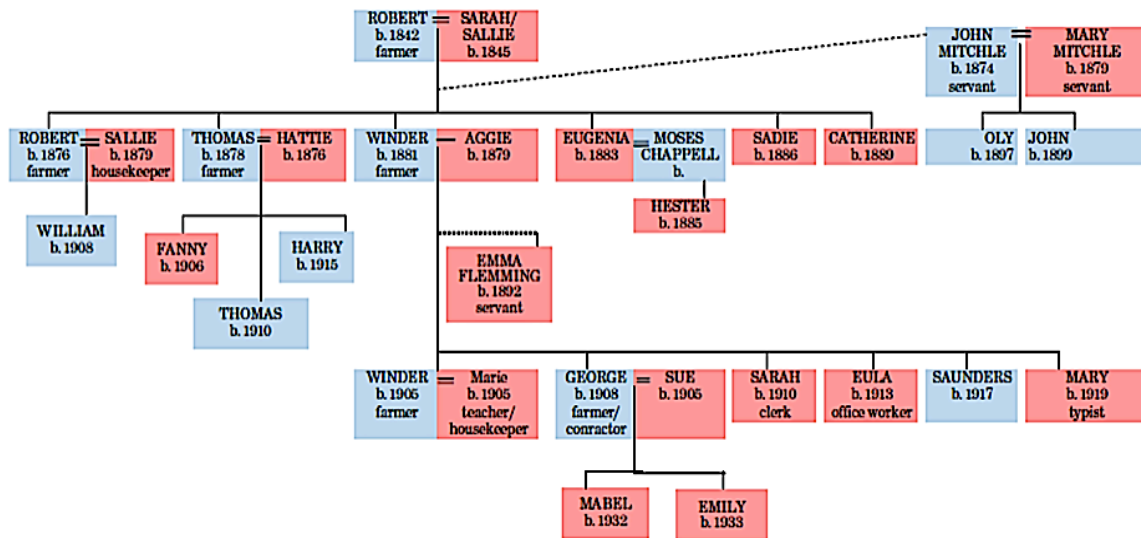 ROBERT
b. 1842
farmer
SARAH/
SALLIE
b. 1845
JOHN
MITCHLE
b. 1874
servant
MARY
MITCHLE
b. 1879
servant
ROBERT
b. 1876
farmer
SALLIE
b. 1879
housekeeper
THOMAS
b. 1878
farmer
HATTIE
b. 1876
WINDER
b. 1881
farmer
AGGIE
b. 1879
EUGENIA
b. 1883
MOSES
CHAPPELL
b.
SADIE
b. 1886
CATHERINE
b. 1889
OLY
b. 1897
JOHN
b. 1899
HESTER
b. 1885
WILLIAM
b. 1908
FANNY
b. 1906
HARRY
b. 1915
THOMAS
b. 1910
EMMA
FLEMMING
b. 1892
servant
WINDER
b. 1905
farmer
Marie
b. 1905
teacher/
housekeeper
GEORGE
b. 1908
farmer/
conractor
SUE
b. 1905
SARAH
b. 1910
clerk
EULA
b. 1913
office worker
SAUNDERS
b. 1917
MARY
b. 1919
typist
MABEL
b. 1932
EMILY
b. 1933